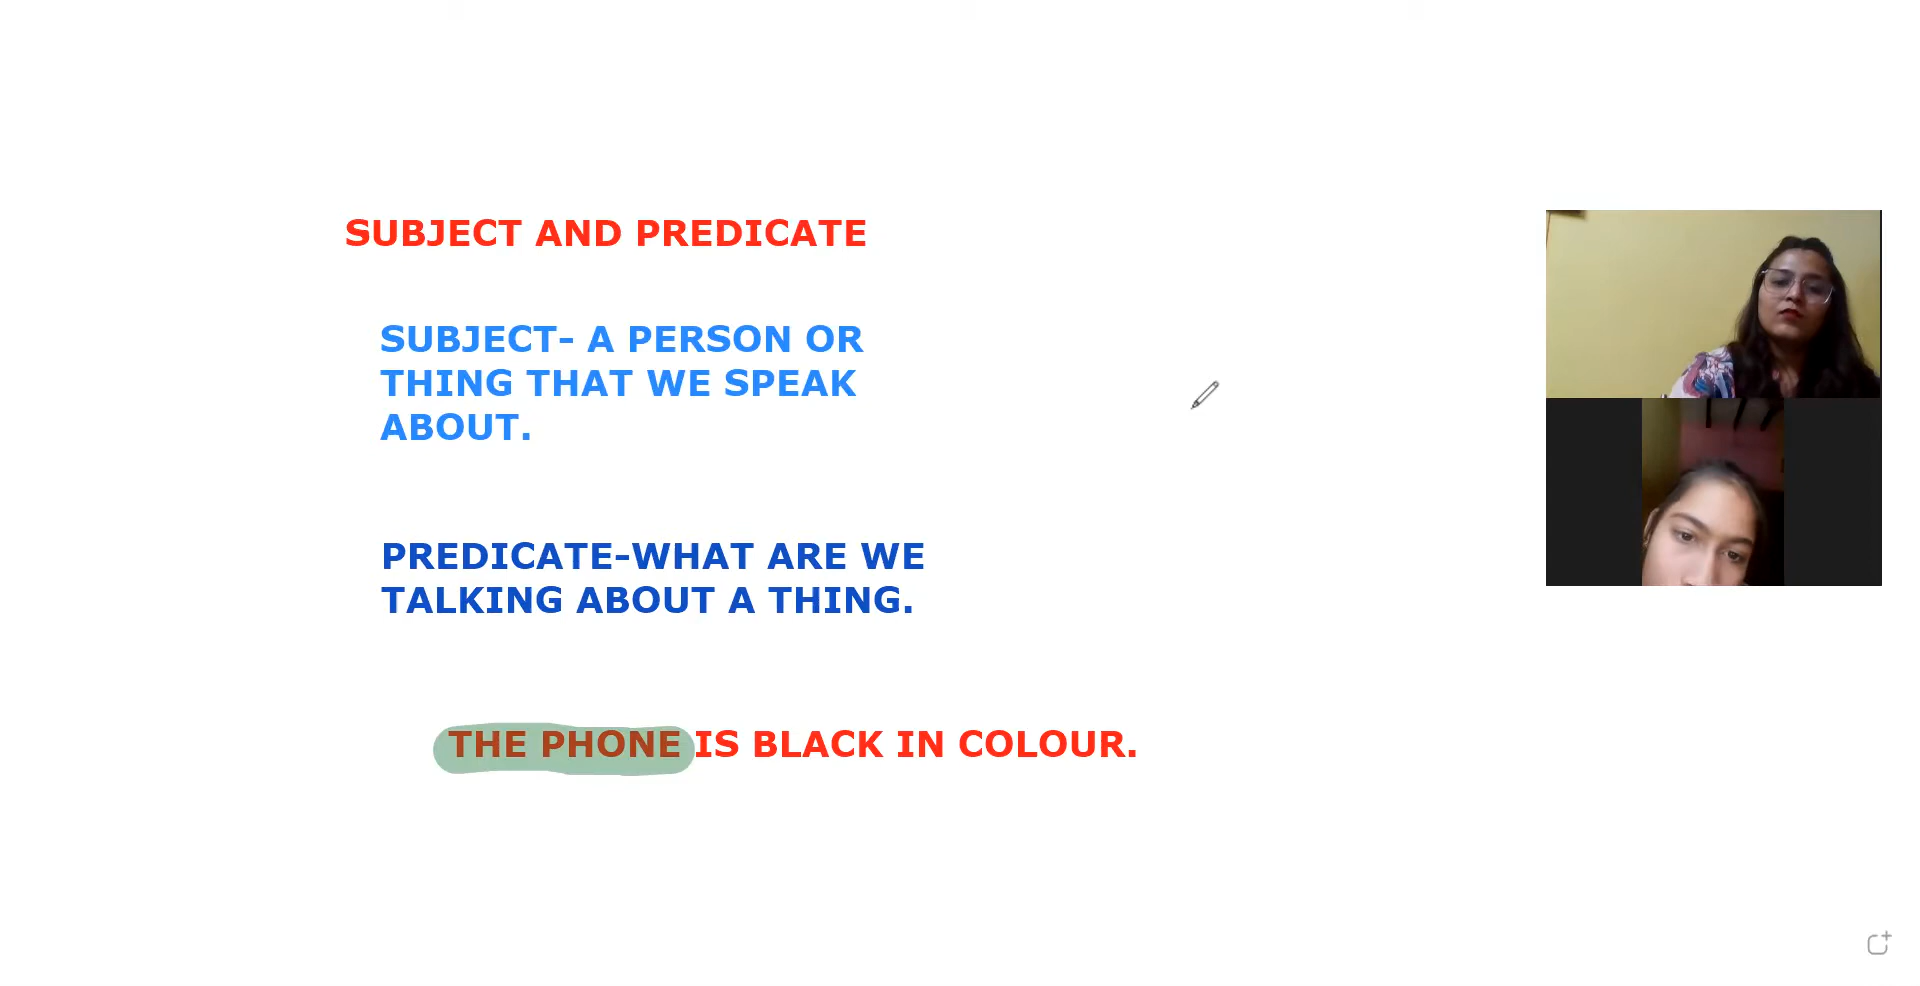 SUBJECT AND PREDICATE
SUBJECT- A PERSON OR
THING THAT WE SPEAK
ABOUT.
PREDICATE-WHAT ARE WE
TALKING ABOUT A THING.
THE PHONE IS BLACK IN COLOUR.